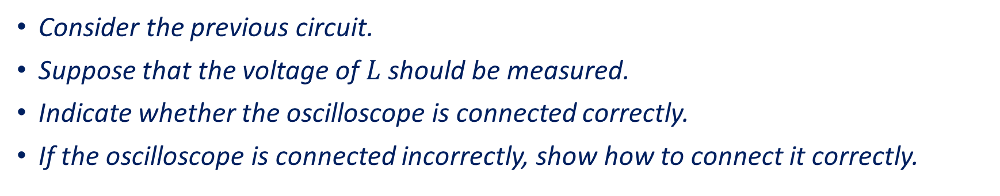 • Consider the previous circuit.
• Suppose that the voltage of L should be measured.
• Indicate whether the oscilloscope is connected correctly.
• If the oscilloscope is connected incorrectly, show how to connect it correctly.